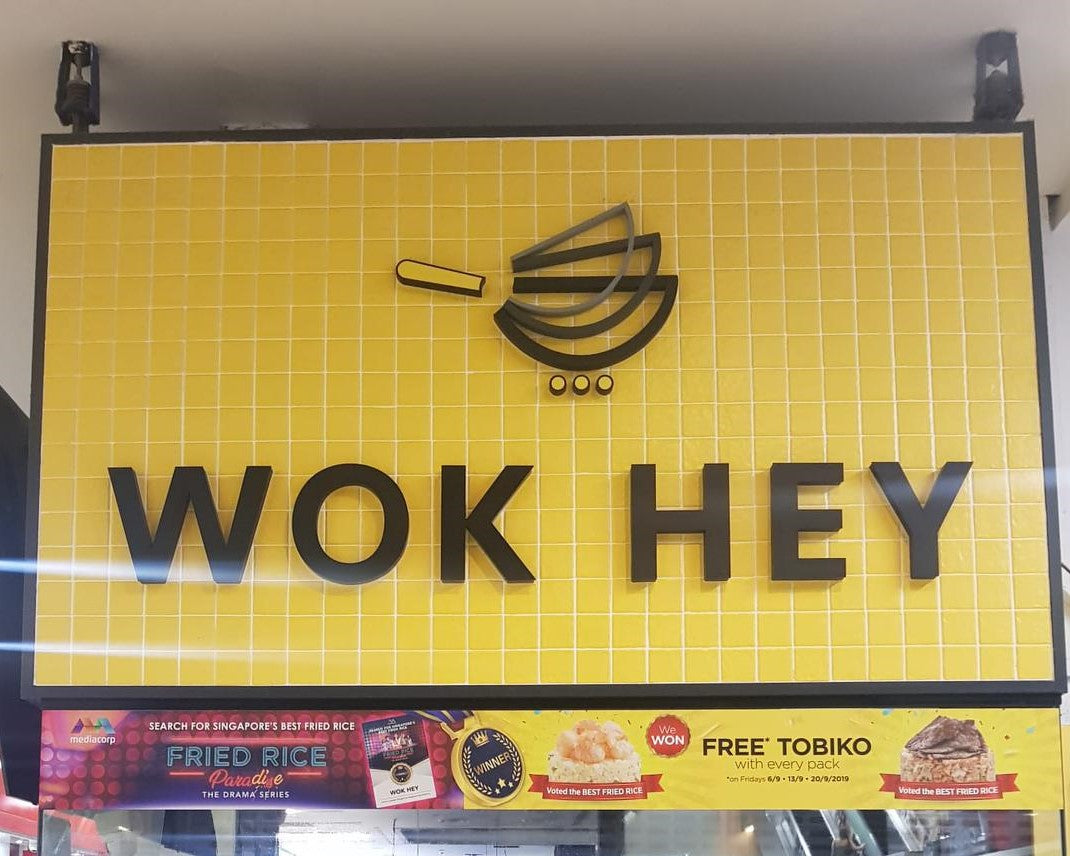 WOK HEY
mediacorp
SEARCH FOR SINGAPORE'S BEST FRIED RICE
FRIED RICE
Paradise
THE DRAMA SERIES
FRIED RICE
WOK HEY
WINNER
Voted the BEST FRIED RICE
We
WON
FREE* TOBIKO
with every pack
*on Fridays 6/9 • 13/9 • 20/9/2019
Voted the BEST FRIED RICE